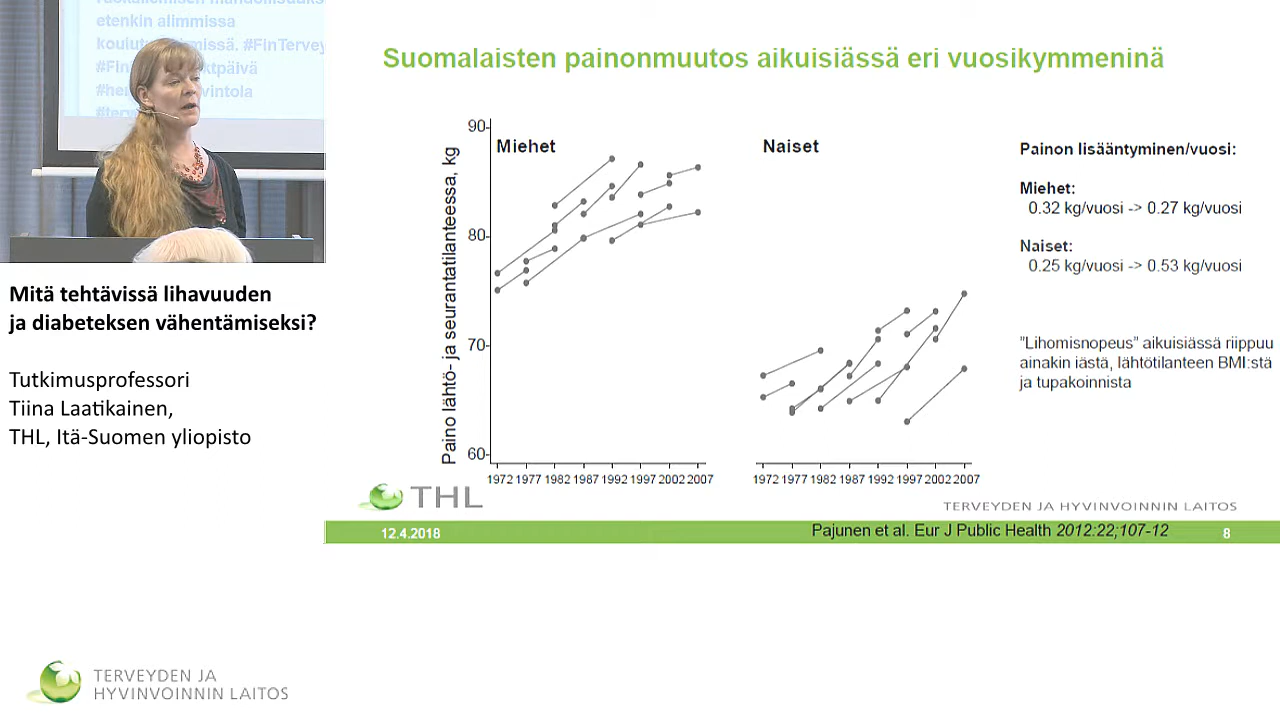 etenkin alimmissa
#FinTervey
#Fin
ktpäivä
vintola
Mitä tehtävissä lihavuuden
ja diabeteksen vähentämiseksi?
Tutkimusprofessori
Tiina Laatikainen,
THL, Itä-Suomen yliopisto
Suomalaisten painonmuutos aikuisiässä eri vuosikymmeninä
Paino lähtö- ja seurantatilanteessa, kg
90
80
70
60
Miehet
1972 1977 1982 1987 1992 1997 2002 2007
Naiset
1972 1977 1982 1987 1992 1997 2002 2007
Painon lisääntyminen/vuosi:
Miehet:
0.32 kg/vuosi -> 0.27 kg/vuosi
Naiset:
0.25 kg/vuosi -> 0.53 kg/vuosi
"Lihomisnopeus" aikuisiässä riippuu
ainakin iästä, lähtötilanteen BMI:stä
ja tupakoinnista
THL
TERVEYDEN JA HYVINVOINNIN LAITOS
12.4.2018
Pajunen et al. Eur J Public Health 2012:22;107-12
8
TERVEYDEN JA
HYVINVOINNIN LAITOS